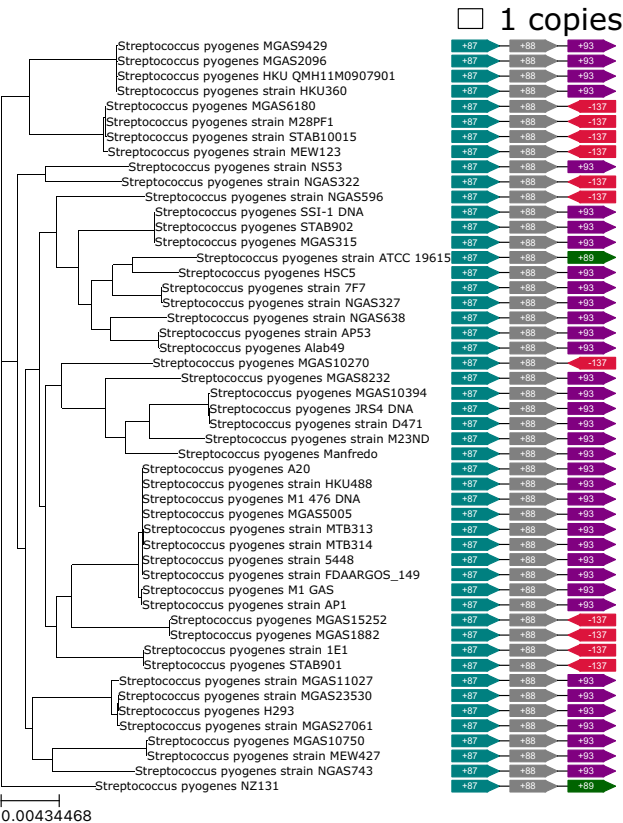 1 copies
Streptococcus pyogenes MGAS9429 +87 +88 +93
Streptococcus pyogenes MGAS2096 +87 +88 +93
Streptococcus pyogenes HKU QMH11M0907901 +87 +88 +93
Streptococcus pyogenes strain HKU360 +87 +88 +93
Streptococcus pyogenes MGAS6180 +87 +88 -137
Streptococcus pyogenes strain M28PF1 +87 +88 -137
Streptococcus pyogenes strain STAB10015 +87 +88 -137
Streptococcus pyogenes strain MEW123 +87 +88 -137
Streptococcus pyogenes strain NS53 +87 +88 +93
Streptococcus pyogenes strain NGAS322 +87 +88 -137
Streptococcus pyogenes strain NGAS596 +87 +88 -137
Streptococcus pyogenes SSI-1 DNA +87 +88 +93
Streptococcus pyogenes STAB902 +87 +88 +93
Streptococcus pyogenes MGAS315 +87 +88 +93
Streptococcus pyogenes strain ATCC 19615 +87 +88 +89
Streptococcus pyogenes HSC5 +87 +88 +93
Streptococcus pyogenes strain 7F7 +87 +88 +93
Streptococcus pyogenes strain NGAS327 +87 +88 +93
Streptococcus pyogenes strain NGAS638 +87 +88 +93
Streptococcus pyogenes strain AP53 +87 +88 +93
Streptococcus pyogenes Alab49 +87 +88 +93
Streptococcus pyogenes MGAS10270 +87 +88 -137
Streptococcus pyogenes MGAS8232 +87 +88 +93
Streptococcus pyogenes MGAS10394 +87 +88 +93
Streptococcus pyogenes JRS4 DNA +87 +88 +93
Streptococcus pyogenes strain D471 +87 +88 +93
Streptococcus pyogenes strain M23ND +87 +88 +93
Streptococcus pyogenes Manfredo +87 +88 +93
Streptococcus pyogenes A20 +87 +88 +93
Streptococcus pyogenes strain HKU488 +87 +88 +93
Streptococcus pyogenes M1 476 DNA +87 +88 +93
Streptococcus pyogenes MGAS5005 +87 +88 +93
Streptococcus pyogenes strain MTB313 +87 +88 +93
Streptococcus pyogenes strain MTB314 +87 +88 +93
Streptococcus pyogenes strain 5448 +87 +88 +93
Streptococcus pyogenes strain FDAARGOS_149 +87 +88 +93
Streptococcus pyogenes M1 GAS +87 +88 +93
Streptococcus pyogenes strain AP1 +87 +88 +93
Streptococcus pyogenes MGAS15252 +87 +88 -137
Streptococcus pyogenes MGAS1882 +87 +88 -137
Streptococcus pyogenes strain 1E1 +87 +88 -137
Streptococcus pyogenes STAB901 +87 +88 -137
Streptococcus pyogenes strain MGAS11027 +87 +88 +93
Streptococcus pyogenes strain MGAS23530 +87 +88 +93
Streptococcus pyogenes H293 +87 +88 +93
Streptococcus pyogenes strain MGAS27061 +87 +88 +93
Streptococcus pyogenes MGAS10750 +87 +88 +93
Streptococcus pyogenes strain MEW427 +87 +88 +93
Streptococcus pyogenes strain NGAS743 +87 +88 +93
Streptococcus pyogenes NZ131 +87 +88 +89
0.00434468